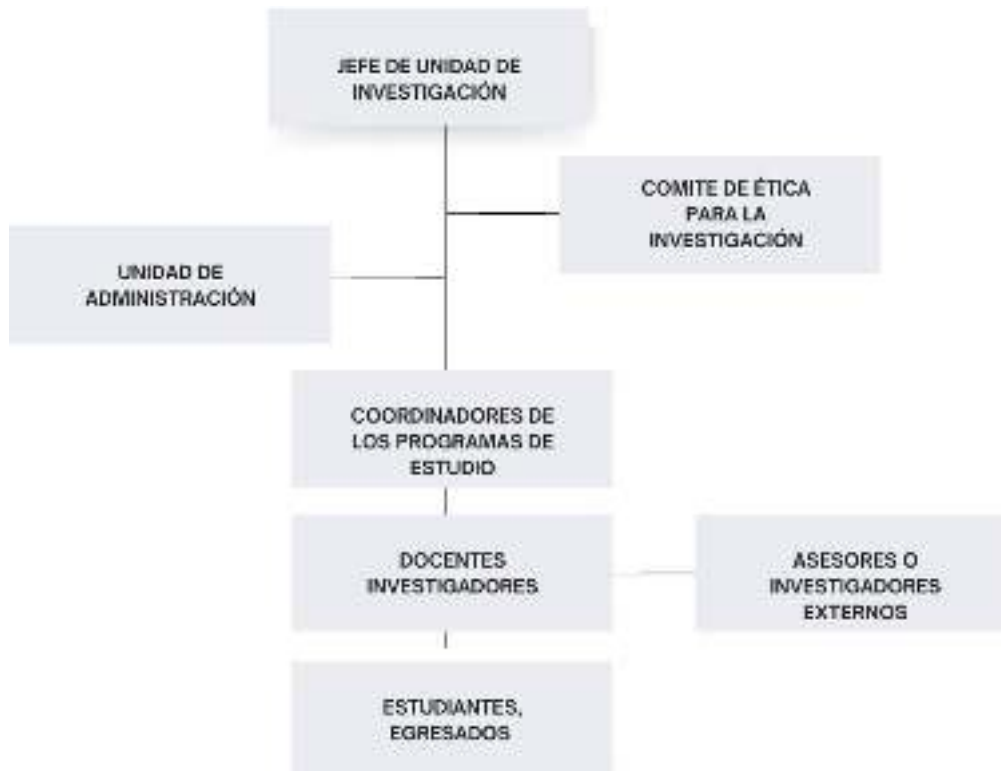 JEFE DE UNIDAD DE
INVESTIGACIÓN
COMITE DE ÉTICA
PARA LA
INVESTIGACIÓN
UNIDAD DE
ADMINISTRACIÓN
COORDINADORES DE
LOS PROGRAMAS DE
ESTUDIO
DOCENTES
INVESTIGADORES
ASESORES O
INVESTIGADORES
EXTERNOS
ESTUDIANTES,
EGRESADOS